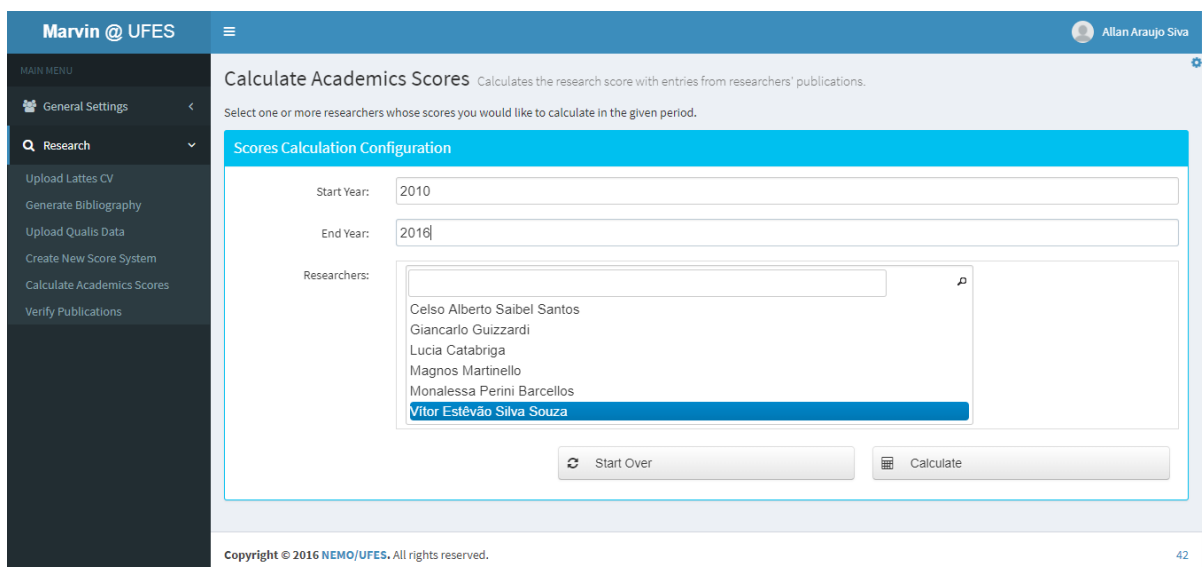 Marvin @ UFES
Allan Araujo Siva
MAIN MENU
General Settings
Research
Upload Lattes CV
Generate Bibliography
Upload Qualis Data
Create New Score System
Calculate Academics Scores
Verify Publications
Calculate Academics Scores Calculates the research score with entries from researchers' publications.
Select one or more researchers whose scores you would like to calculate in the given period.
Scores Calculation Configuration
Start Year: 2010
End Year: 2016
Researchers:
Celso Alberto Saibel Santos
Giancarlo Guizzardi
Lucia Catabriga
Magnos Martinello
Monalessa Perini Barcellos
Vítor Estêvão Silva Souza
Start Over Calculate
Copyright © 2016 NEMO/UFES. All rights reserved. 42